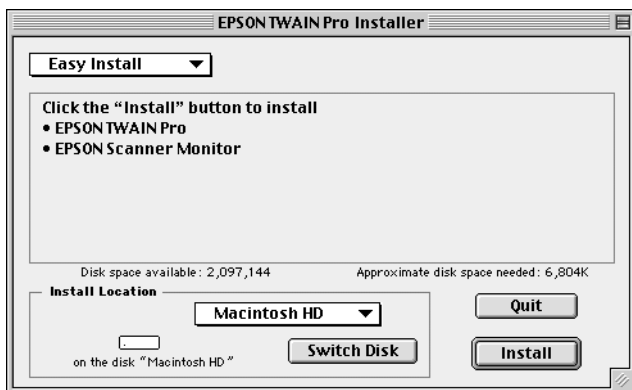 EPSON TWAIN Pro Installer
Easy Install
Click the “Install” button to install
• EPSON TWAIN Pro
• EPSON Scanner Monitor
Disk space available: 2,097,144
Approximate disk space needed: 6,804K
Install Location
Macintosh HD
Quit
on the disk “Macintosh HD”
Switch Disk
Install